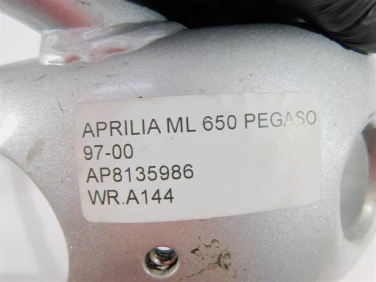 APRILIA ML 650 PEGASO
97-00
AP8135986
WR.A144